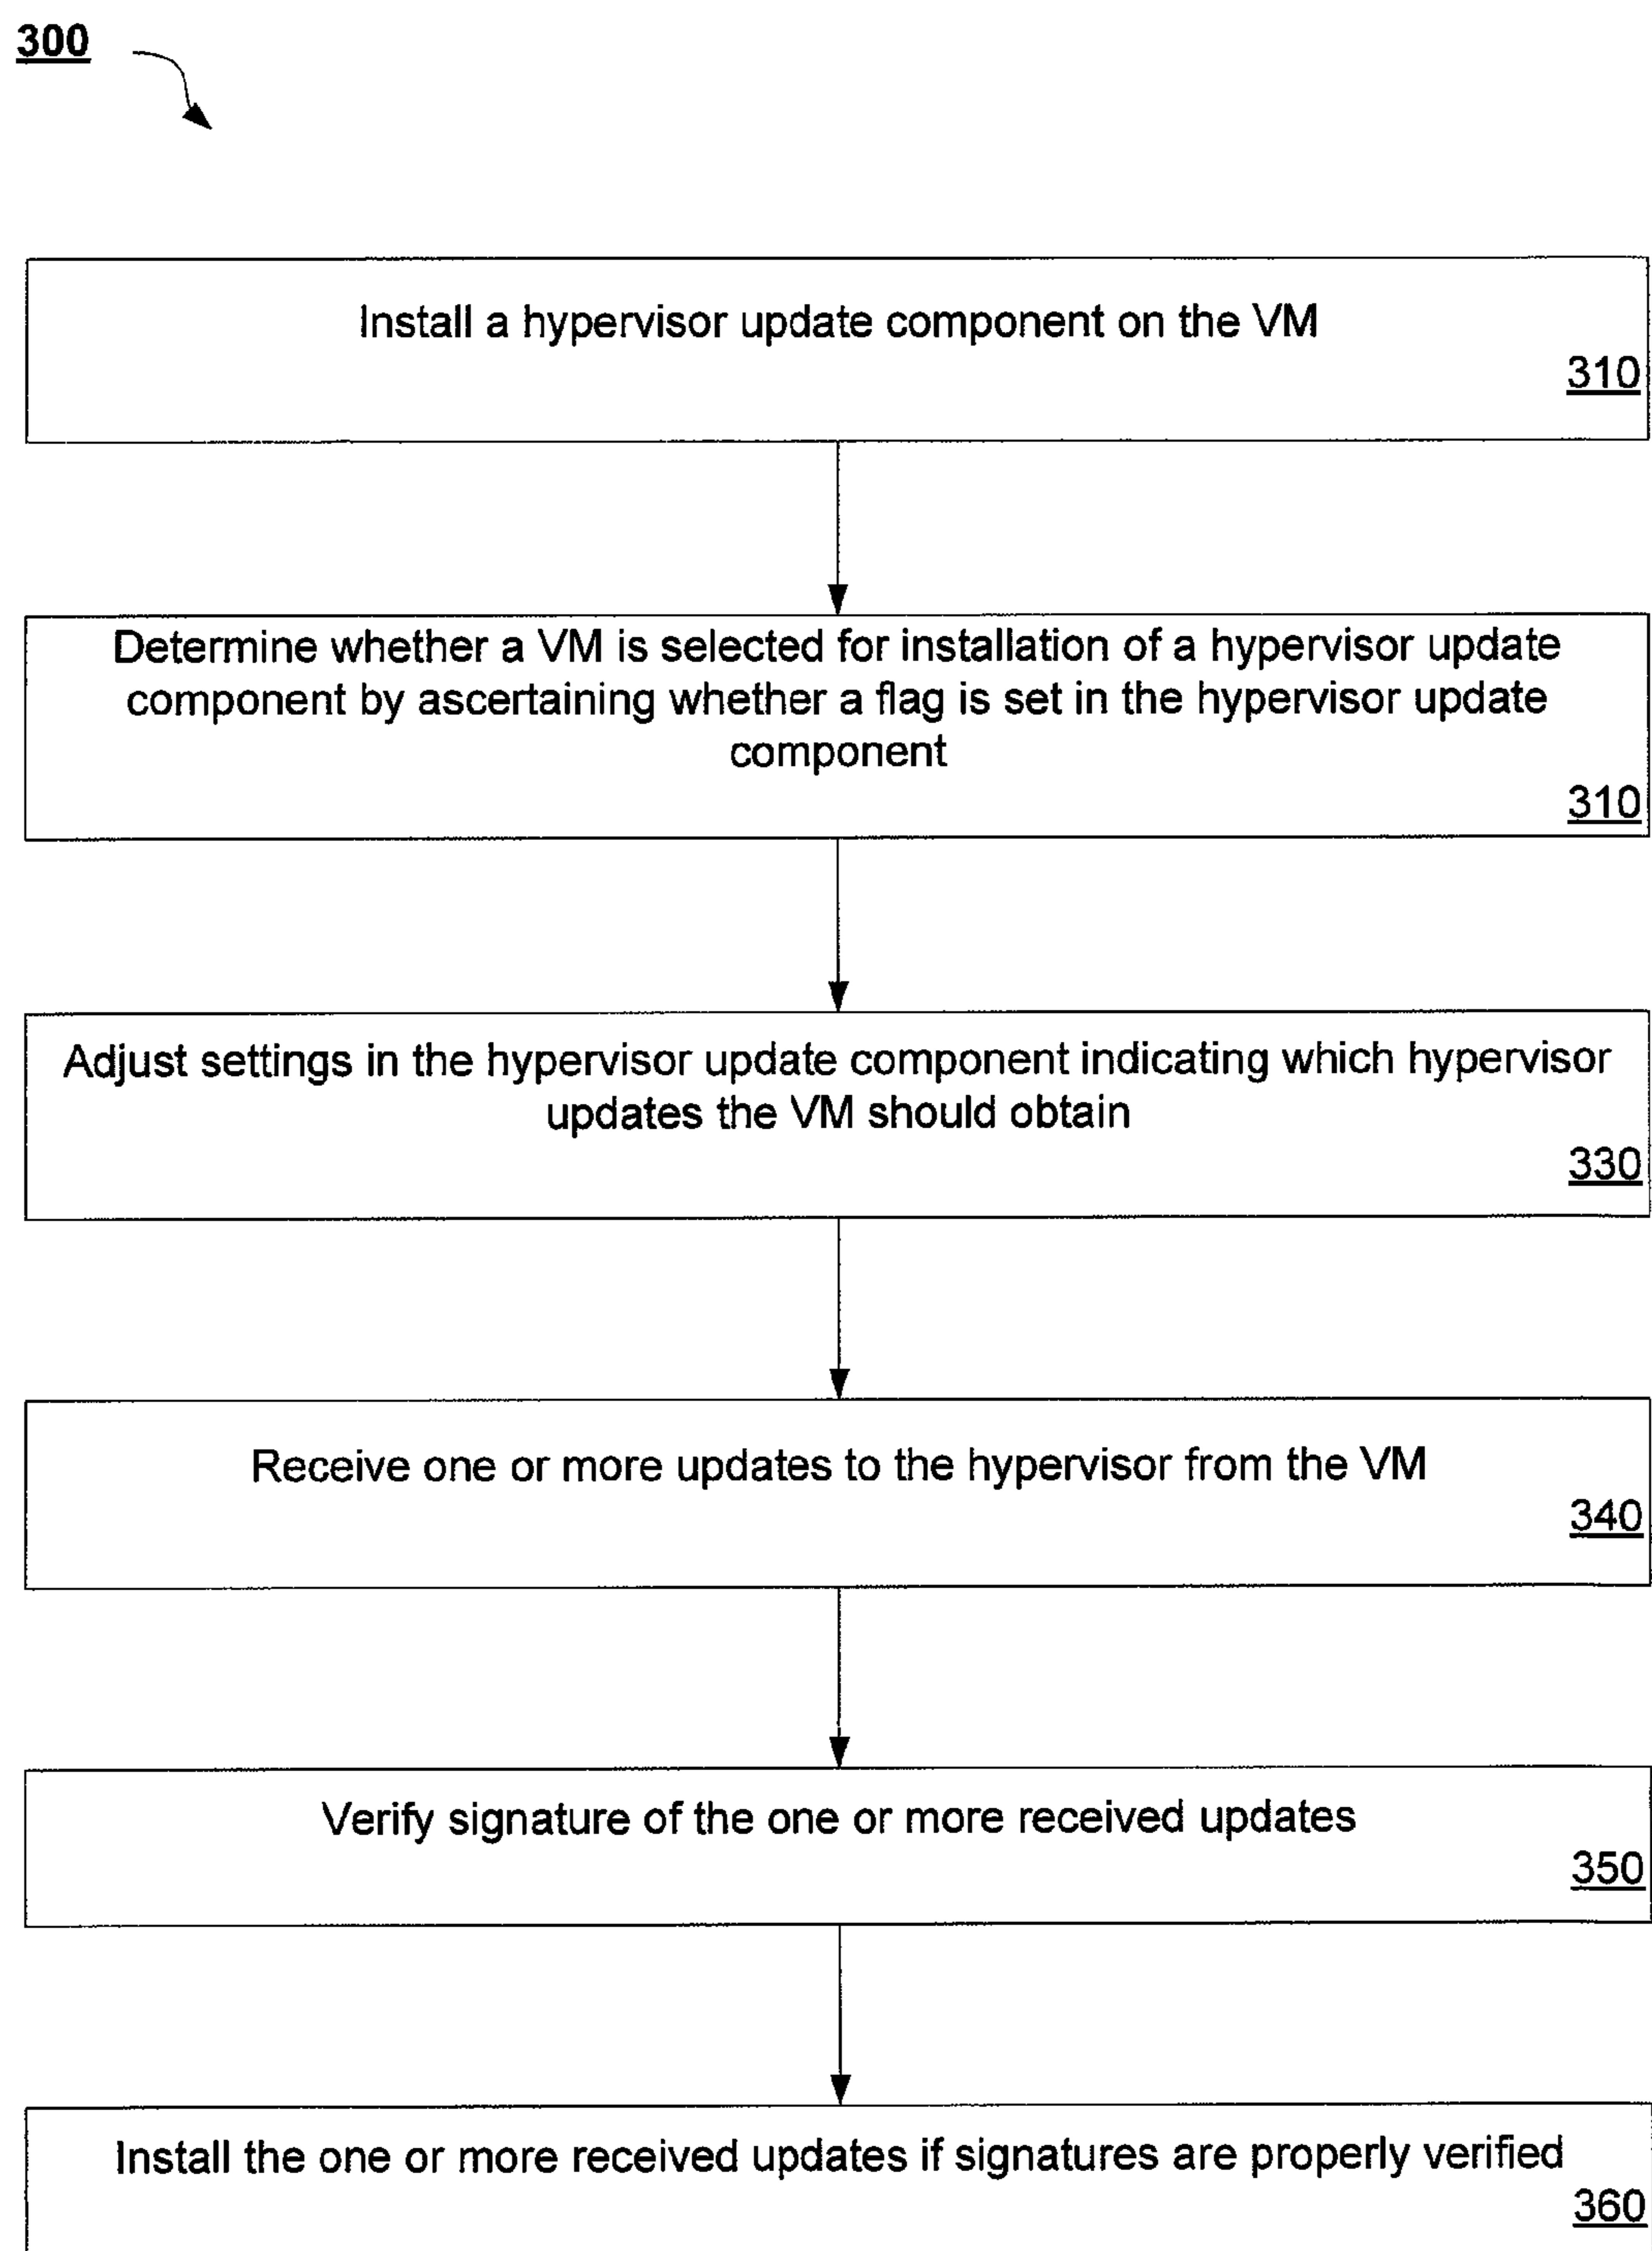 300
Install a hypervisor update component on the VM
310
Determine whether a VM is selected for installation of a hypervisor update
component by ascertaining whether a flag is set in the hypervisor update
component
310
Adjust settings in the hypervisor update component indicating which hypervisor
updates the VM should obtain
330
Receive one or more updates to the hypervisor from the VM
340
Verify signature of the one or more received updates
350
Install the one or more received updates if signatures are properly verified
360